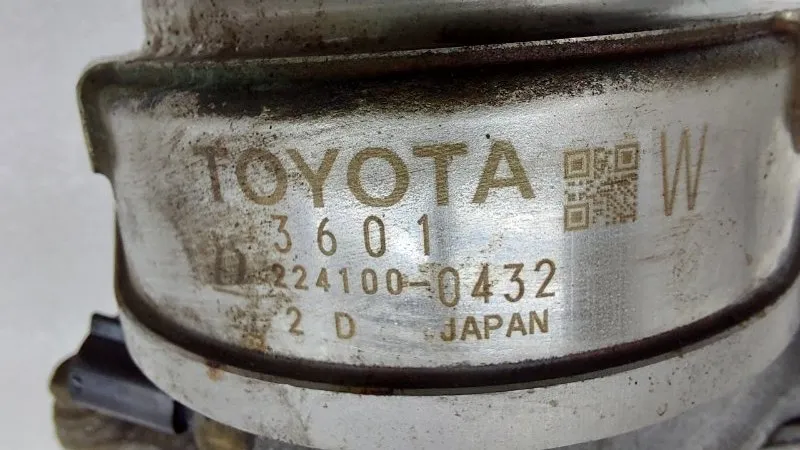 TOYOTA W
3601
224100-0432
2 D JAPAN